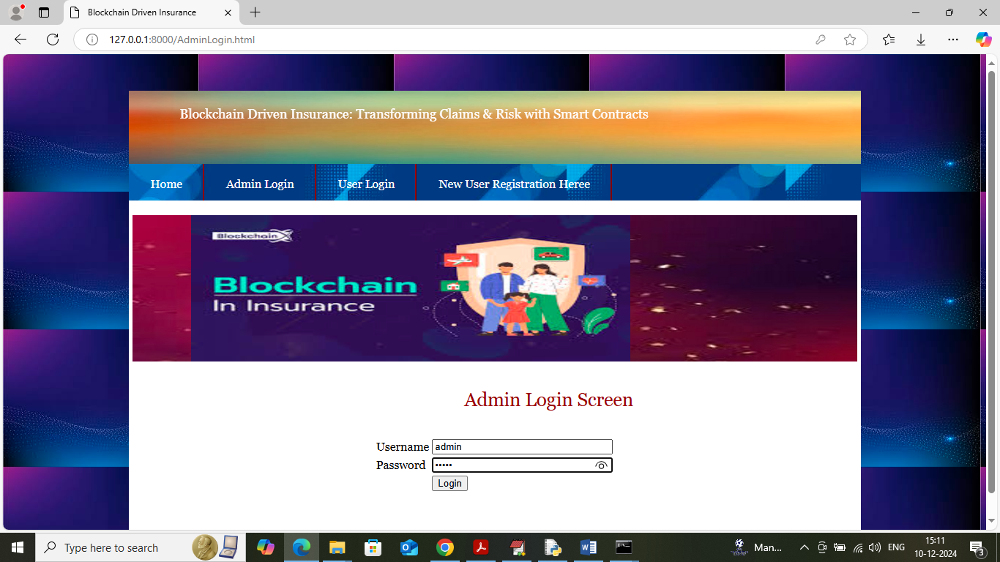 Blockchain Driven Insurance
127.0.0.1:8000/AdminLogin.html
Blockchain Driven Insurance: Transforming Claims & Risk with Smart Contracts
Home Admin Login User Login New User Registration Heree
Blockchain
Blockchain
In Insurance
Admin Login Screen
Username admin
Password •••••
Login
Type here to search
Man...
ENG
15:11
10-12-2024
3